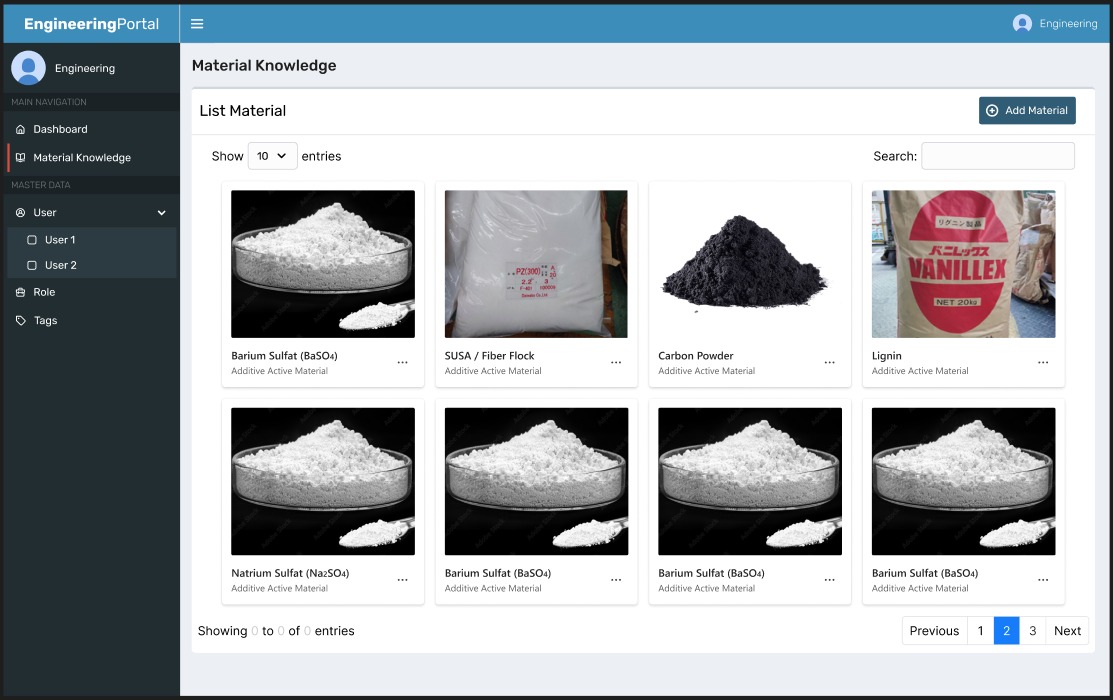 EngineeringPortal
Engineering
Engineering
MAIN NAVIGATION
Dashboard
Material Knowledge
MASTER DATA
User
User 1
User 2
Role
Tags
Material Knowledge
List Material
Add Material
Show 10 entries
Search:
PZ(300)
リグニン製品
バニレックス
VANILLEX
NET 20kg
Barium Sulfat (BaSO4)
Additive Active Material
SUSA / Fiber Flock
Additive Active Material
Carbon Powder
Additive Active Material
Lignin
Additive Active Material
Natrium Sulfat (Na2SO4)
Additive Active Material
Barium Sulfat (BaSO4)
Additive Active Material
Barium Sulfat (BaSO4)
Additive Active Material
Barium Sulfat (BaSO4)
Additive Active Material
Showing 0 to 0 of 0 entries
Previous 1 2 3 Next